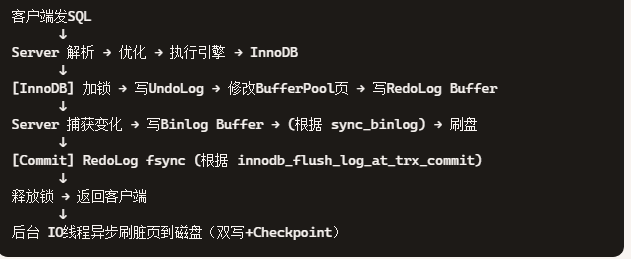 客户端发SQL
↓
Server 解析 → 优化 → 执行引擎 → InnoDB
↓
[InnoDB] 加锁 → 写UndoLog → 修改BufferPool页 → 写RedoLog Buffer
↓
Server 捕获变化 → 写Binlog Buffer → (根据 sync_binlog) → 刷盘
↓
[Commit] RedoLog fsync (根据 innodb_flush_log_at_trx_commit)
↓
释放锁 → 返回客户端
↓
后台 IO线程异步刷脏页到磁盘（双写+Checkpoint）